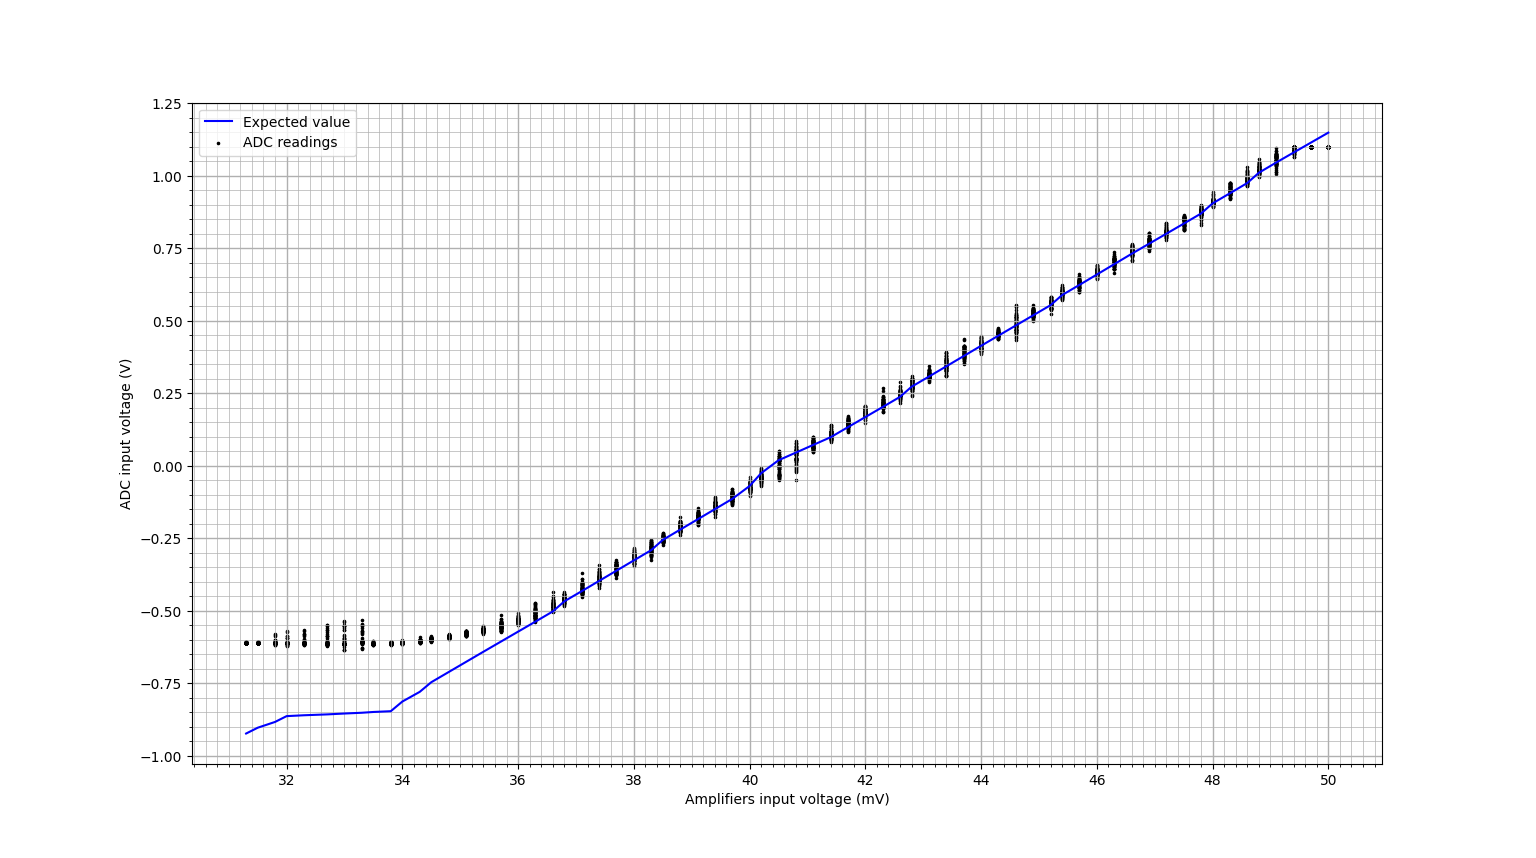 1.25
1.00
0.75
0.50
0.25
0.00
−0.25
−0.50
−0.75
−1.00
ADC input voltage (V)
Expected value
ADC readings
32 34 36 38 40 42 44 46 48 50
Amplifiers input voltage (mV)